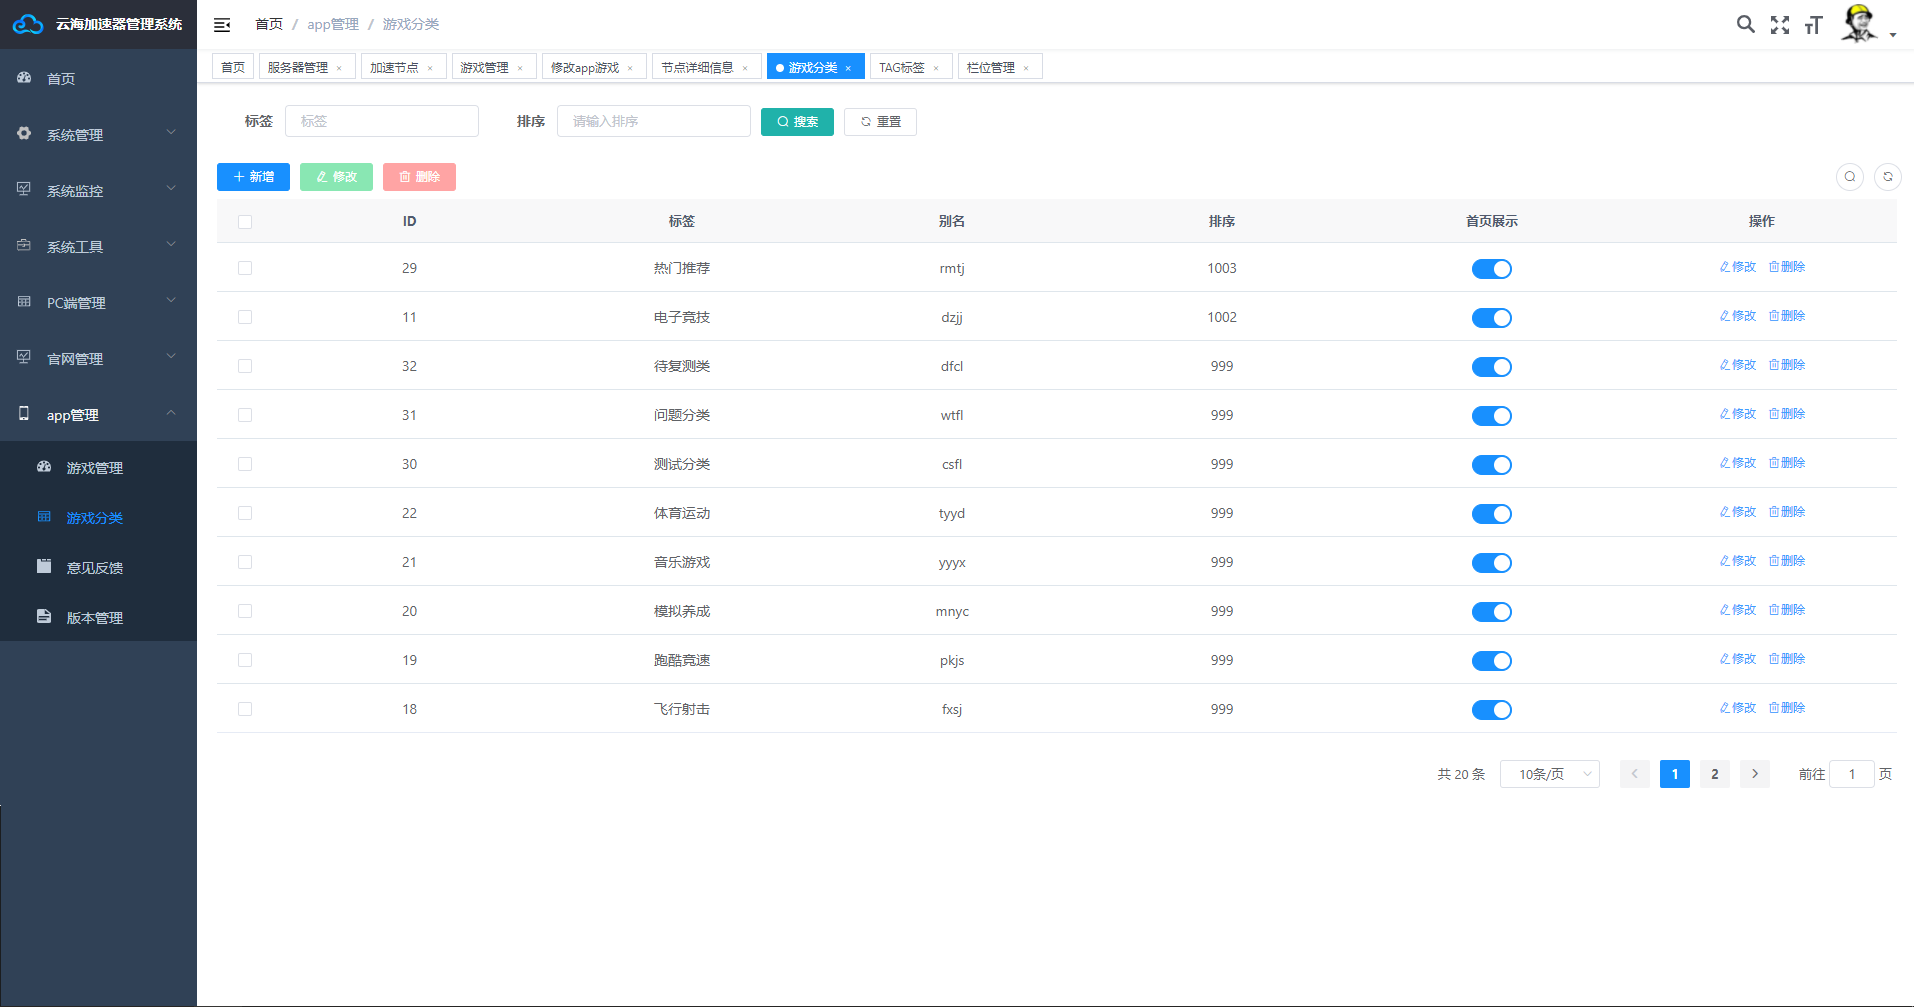 云海加速器管理系统
首页 / app管理 / 游戏分类
首页 服务器管理 × 加速节点 × 游戏管理 × 修改app游戏 × 节点详细信息 × 游戏分类 × TAG标签 × 栏位管理 ×
首页
系统管理
系统监控
系统工具
PC端管理
官网管理
app管理
游戏管理
游戏分类
意见反馈
版本管理
标签 标签 排序 请输入排序 搜索 重置
新增 修改 删除
ID 标签 别名 排序 首页展示 操作
29 热门推荐 rmtj 1003 修改 删除
11 电子竞技 dzjj 1002 修改 删除
32 待复测类 dfcl 999 修改 删除
31 问题分类 wtfl 999 修改 删除
30 测试分类 csfl 999 修改 删除
22 体育运动 tyyd 999 修改 删除
21 音乐游戏 yyyx 999 修改 删除
20 模拟养成 mnyc 999 修改 删除
19 跑酷竞速 pkjs 999 修改 删除
18 飞行射击 fxsj 999 修改 删除
共 20 条 10条/页 1 2 前往 1 页